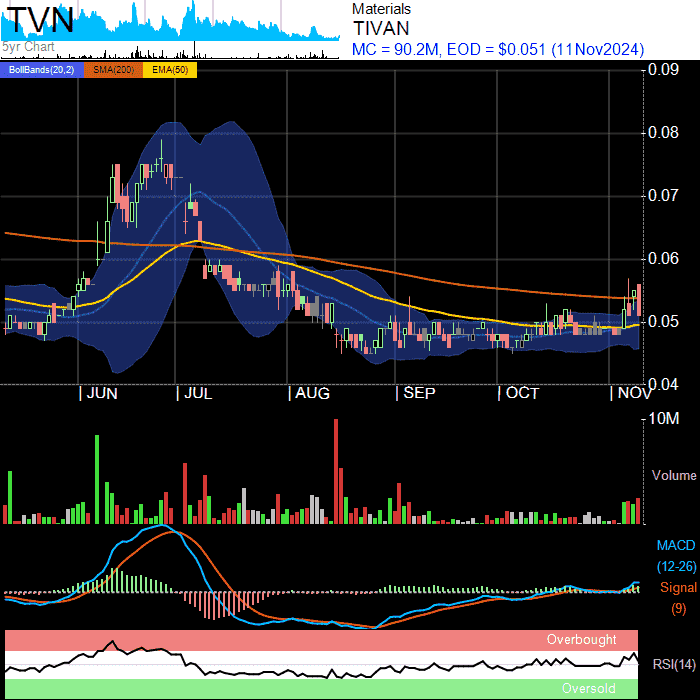 TVN
5yr Chart
Materials
TIVAN
MC = 90.2M, EOD = $0.051 (11Nov2024)
BollBands(20,2) SMA(200) EMA(50)
0.09
0.08
0.07
0.06
0.05
0.04
JUN JUL AUG SEP OCT NOV
10M
Volume
MACD
(12-26)
Signal
(9)
Overbought
RSI(14)
Oversold